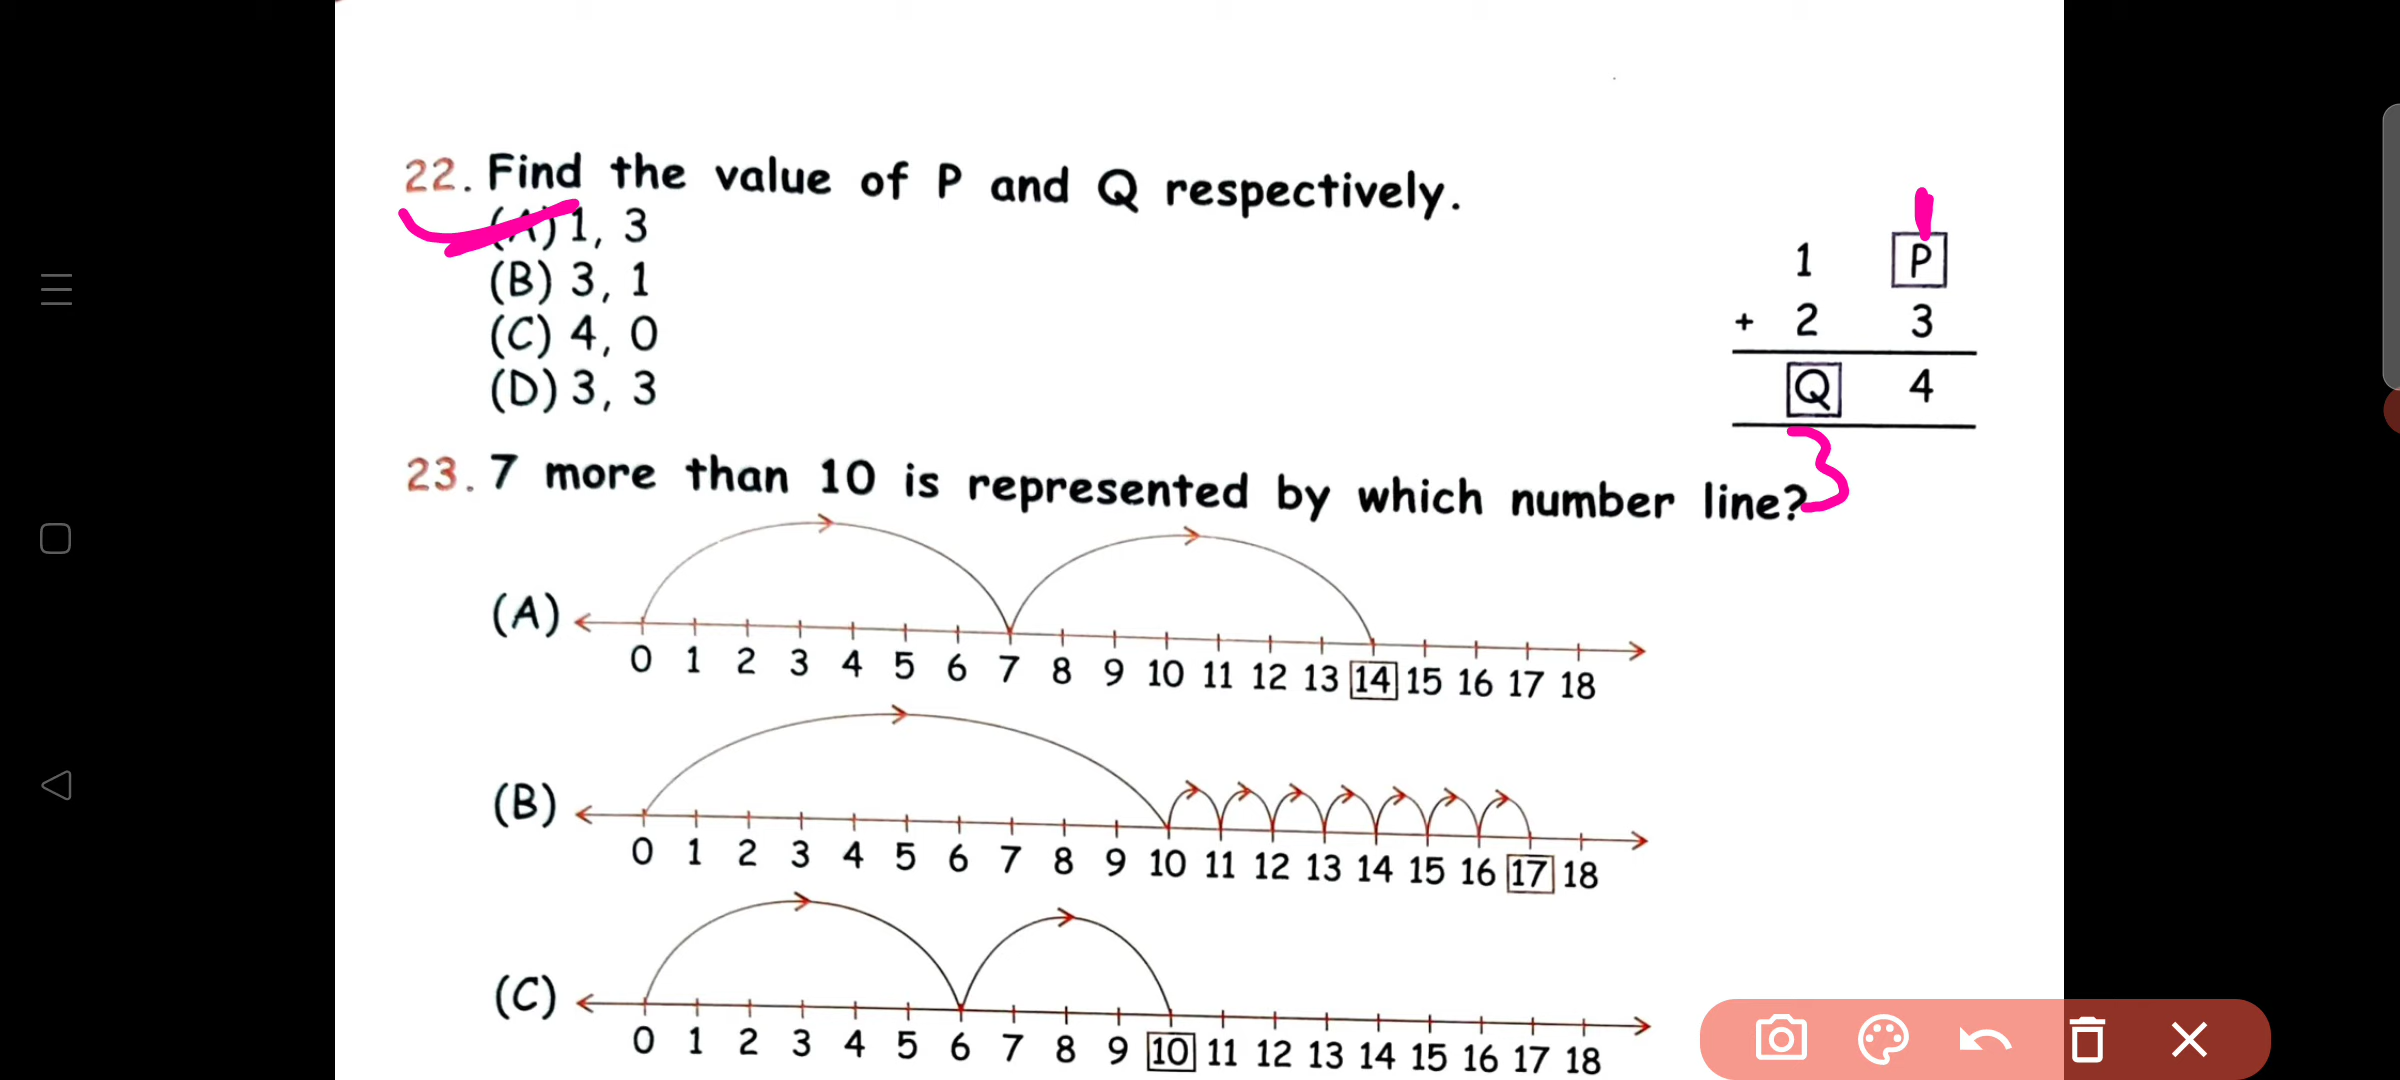 22. Find the value of P and Q respectively.
(A) 1, 3
(B) 3, 1
(C) 4, 0
(D) 3, 3
1
1 P
+ 2 3
Q 4
3
23. 7 more than 10 is represented by which number line?
(A)
0 1 2 3 4 5 6 7 8 9 10 11 12 13 14 15 16 17 18
(B)
0 1 2 3 4 5 6 7 8 9 10 11 12 13 14 15 16 17 18
(C)
0 1 2 3 4 5 6 7 8 9 10 11 12 13 14 15 16 17 18